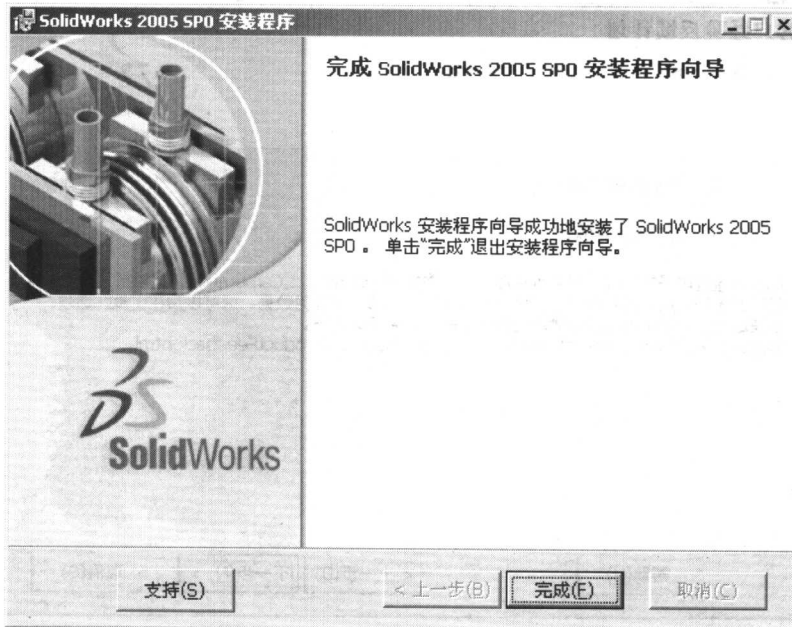 SolidWorks 2005 SP0 安装程序
完成 SolidWorks 2005 SP0 安装程序向导
SolidWorks 安装程序向导成功地安装了 SolidWorks 2005
SP0 。 单击“完成”退出安装程序向导。
SolidWorks
支持(S)
< 上一步(B)
完成(F)
取消(C)